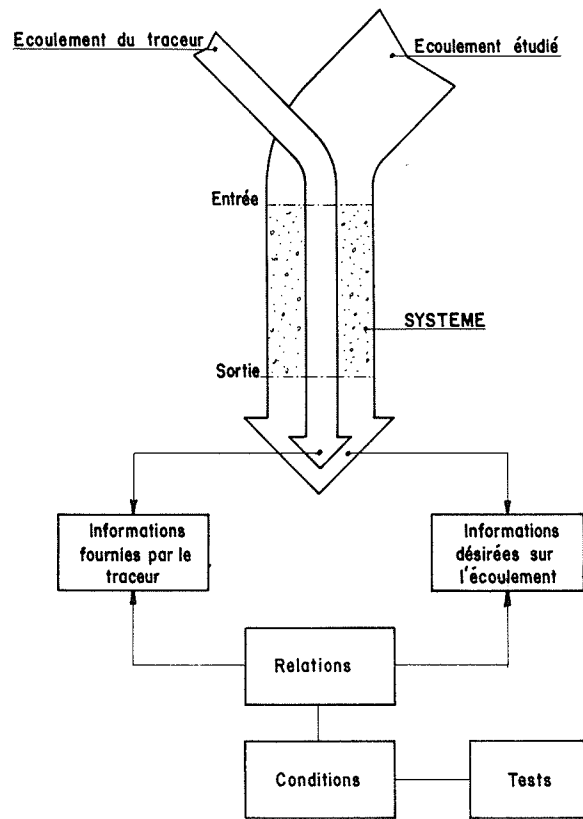 Ecoulement du traceur
Ecoulement étudié
Entrée
SYSTEME
Sortie
Informations
fournies par le
traceur
Informations
désirées sur
l'écoulement
Relations
Conditions
Tests